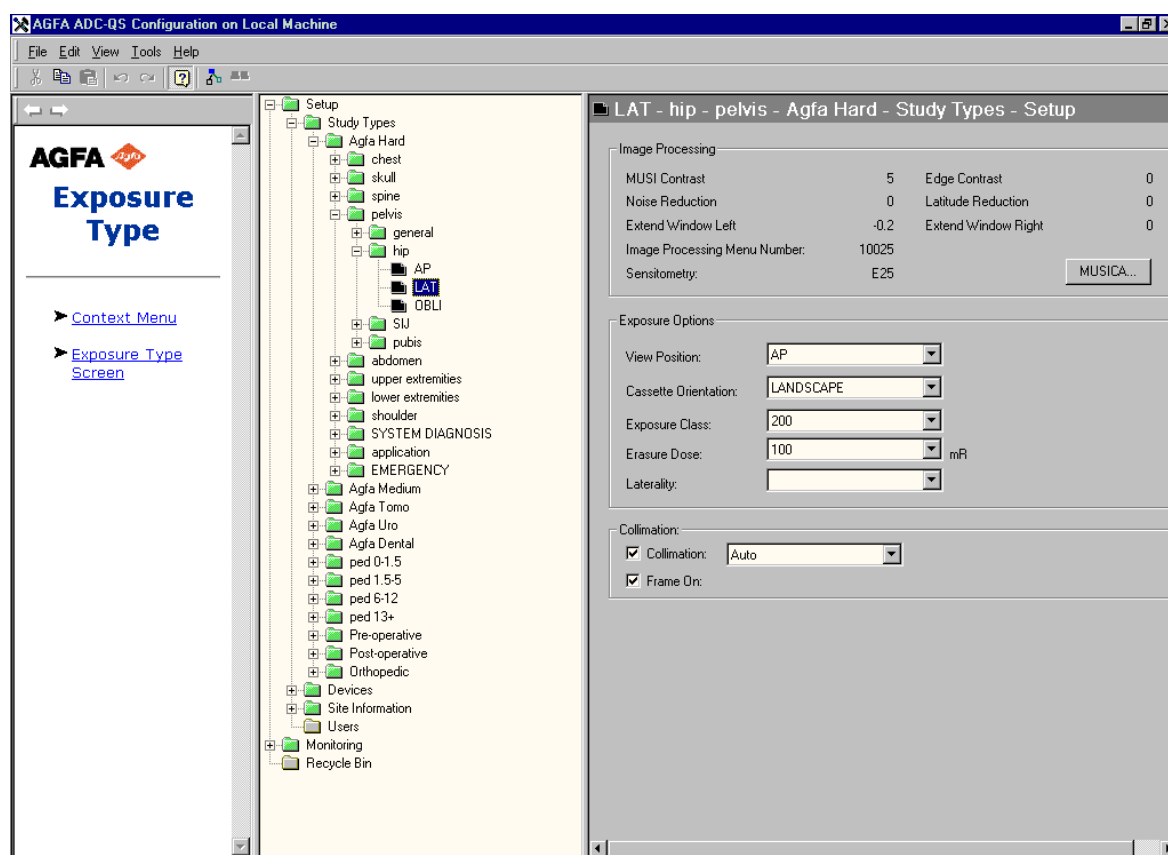 AGFA ADC-QS Configuration on Local Machine
File Edit View Tools Help
AGFA Agfa
Exposure
Type
Context Menu
Exposure Type
Screen
Setup
Study Types
Agfa Hard
chest
skull
spine
pelvis
general
hip
AP
LAT
OBLI
SIJ
pubis
abdomen
upper extremities
lower extremities
shoulder
SYSTEM DIAGNOSIS
application
EMERGENCY
Agfa Medium
Agfa Tomo
Agfa Uro
Agfa Dental
ped 0-1.5
ped 1.5-5
ped 6-12
ped 13+
Pre-operative
Post-operative
Orthopedic
Devices
Site Information
Users
Monitoring
Recycle Bin
LAT - hip - pelvis - Agfa Hard - Study Types - Setup
Image Processing
MUSI Contrast 5 Edge Contrast 0
Noise Reduction 0 Latitude Reduction 0
Extend Window Left -0.2 Extend Window Right 0
Image Processing Menu Number: 10025
Sensitometry: E25 MUSICA...
Exposure Options
View Position: AP
Cassette Orientation: LANDSCAPE
Exposure Class: 200
Erasure Dose: 100 mR
Laterality:
Collimation:
Collimation: Auto
Frame On: